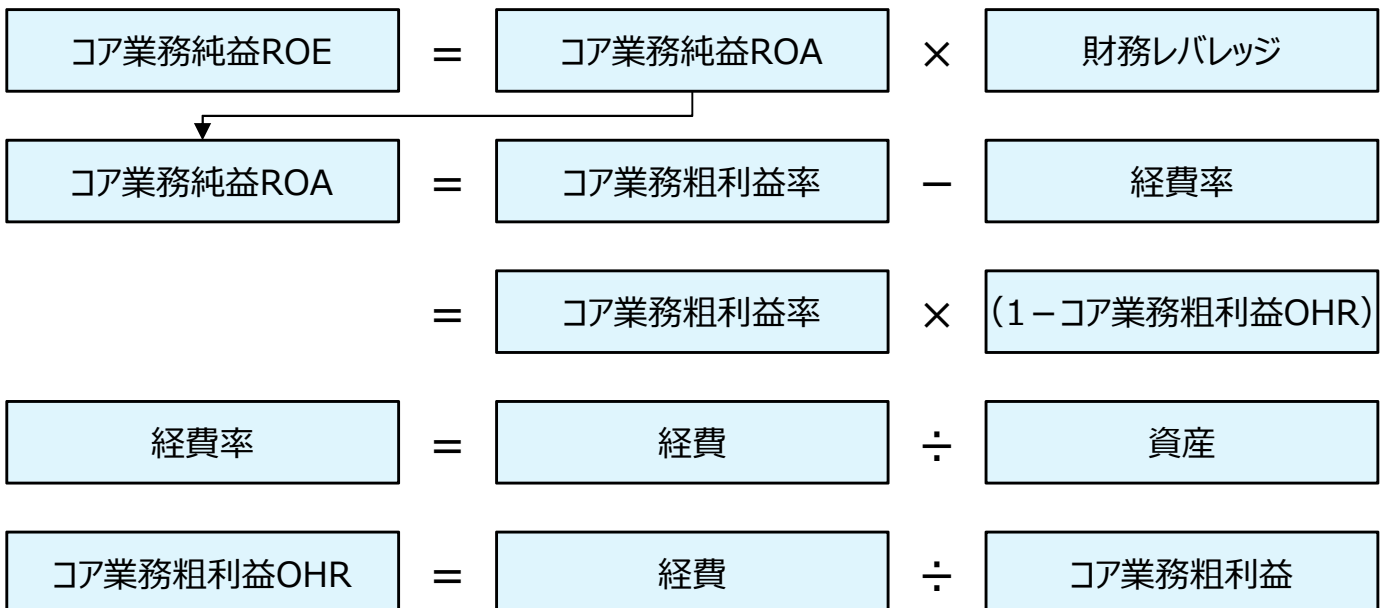 コア業務純益ROE = コア業務純益ROA × 財務レバレッジ
コア業務純益ROA = コア業務粗利益率 － 経費率
= コア業務粗利益率 × (1－コア業務粗利益OHR)
経費率 = 経費 ÷ 資産
コア業務粗利益OHR = 経費 ÷ コア業務粗利益